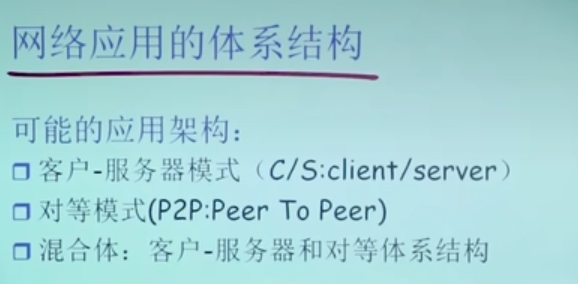 网络应用的体系结构
可能的应用架构：
客户-服务器模式（C/S:client/server）
对等模式(P2P:Peer To Peer)
混合体：客户-服务器和对等体系结构